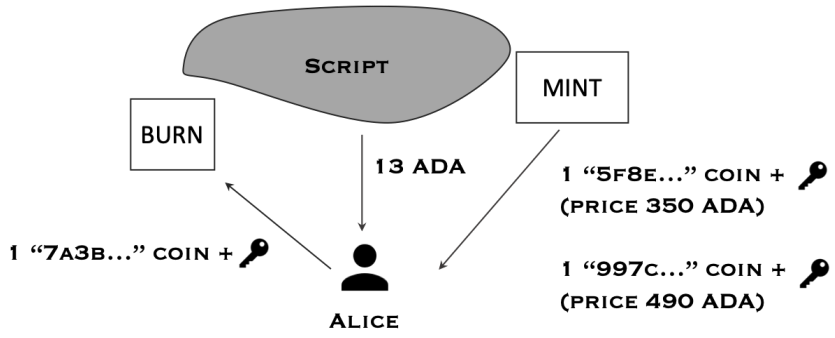 SCRIPT
MINT
BURN
13 ADA
1 “5F8E...” COIN +
(PRICE 350 ADA)
1 “7A3B...” COIN +
1 “997C...” COIN +
(PRICE 490 ADA)
ALICE